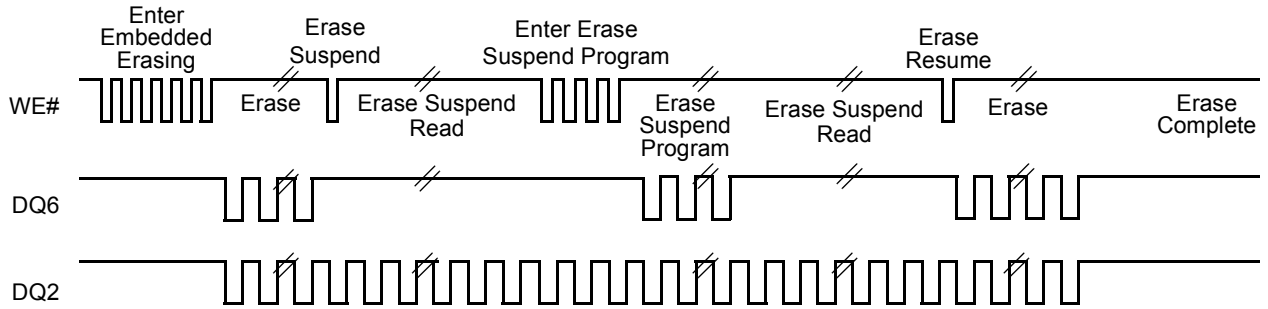 Enter
Embedded
Erasing
Erase
Suspend
Enter Erase
Suspend Program
Erase
Resume
WE#
Erase
Erase Suspend
Read
Erase
Suspend
Program
Erase Suspend
Read
Erase
Erase
Complete
DQ6
DQ2